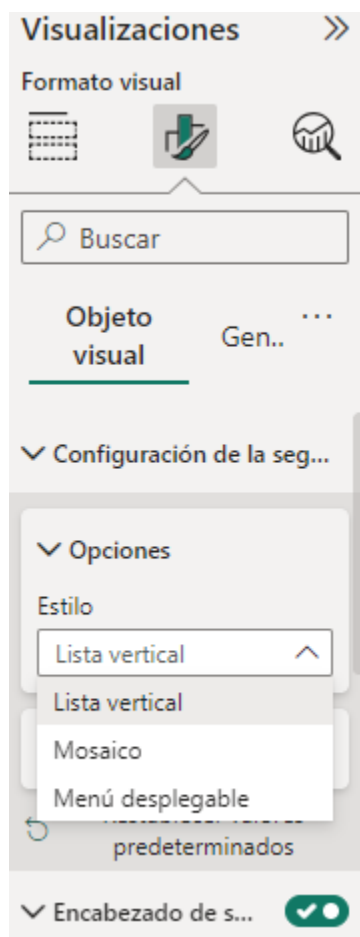 Visualizaciones
Formato visual
Buscar
Objeto
visual
Gen..
Configuración de la seg...
Opciones
Estilo
Lista vertical
Lista vertical
Mosaico
Menú desplegable
predeterminados
Encabezado de s...